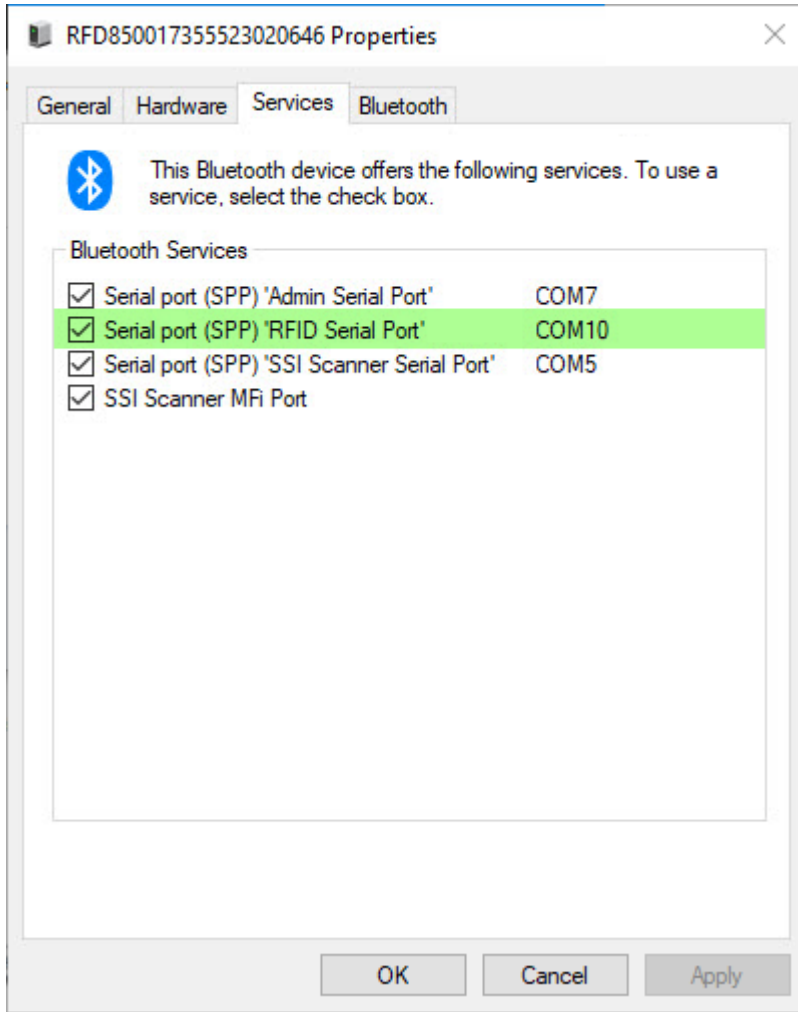 RFD850017355523020646 Properties
General Hardware Services Bluetooth
This Bluetooth device offers the following services. To use a
service, select the check box.
Bluetooth Services
Serial port (SPP) 'Admin Serial Port' COM7
Serial port (SPP) 'RFID Serial Port' COM10
Serial port (SPP) 'SSI Scanner Serial Port' COM5
SSI Scanner MFi Port
OK Cancel Apply